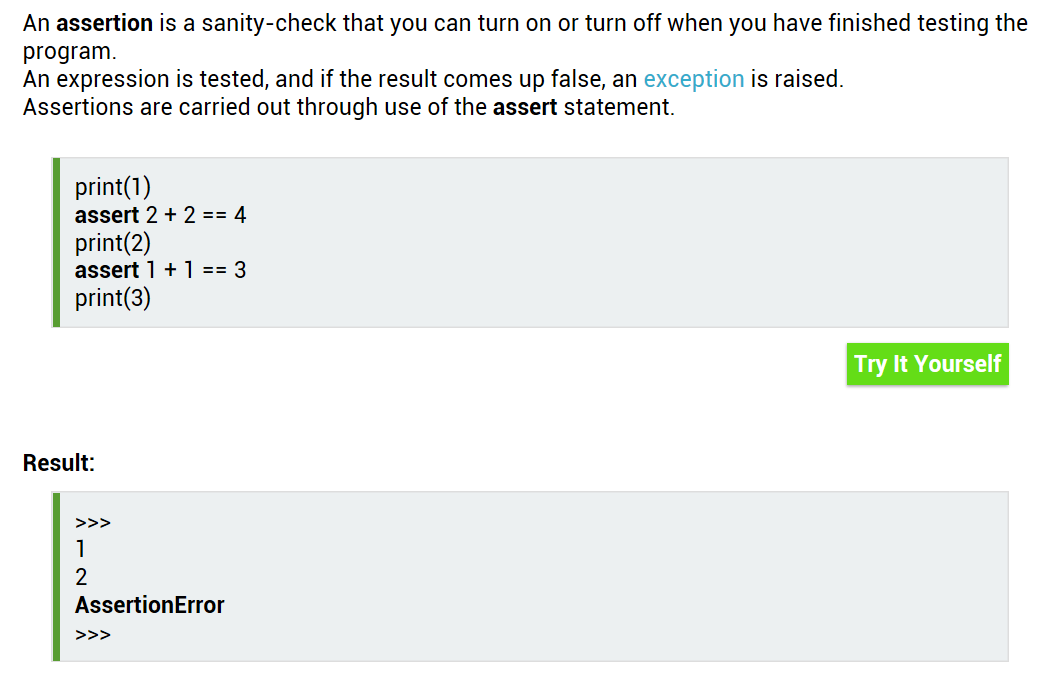 An assertion is a sanity-check that you can turn on or turn off when you have finished testing the
program.
An expression is tested, and if the result comes up false, an exception is raised.
Assertions are carried out through use of the assert statement.
print(1)
assert 2 + 2 == 4
print(2)
assert 1 + 1 == 3
print(3)
Try It Yourself
Result:
>>>
1
2
AssertionError
>>>